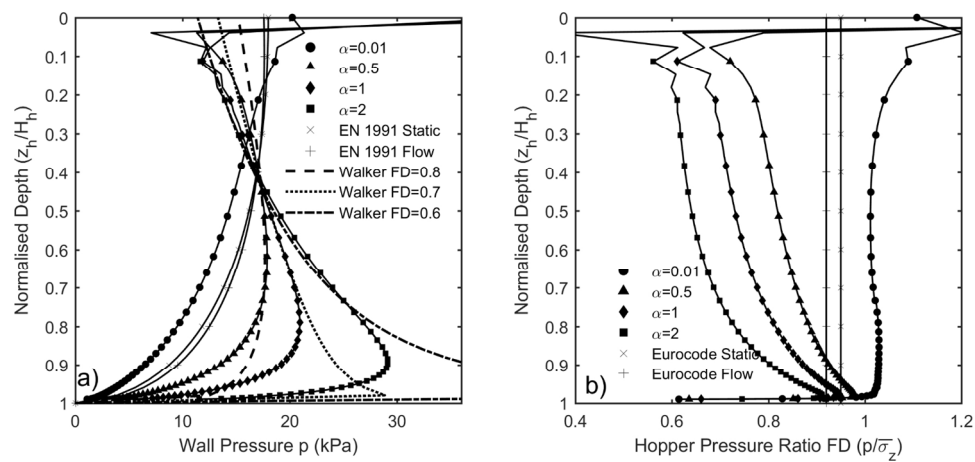 0
0.1
0.2
0.3
0.4
0.5
0.6
0.7
0.8
0.9
1
Normalised Depth (z_h/H_h)
α=0.01
α=0.5
α=1
α=2
EN 1991 Static
EN 1991 Flow
Walker FD=0.8
Walker FD=0.7
Walker FD=0.6
a)
0 10 20 30
Wall Pressure p (kPa)
0
0.1
0.2
0.3
0.4
0.5
0.6
0.7
0.8
0.9
1
Normalised Depth (z_h/H_h)
α=0.01
α=0.5
α=1
α=2
Eurocode Static
Eurocode Flow
b)
0.4 0.6 0.8 1 1.2
Hopper Pressure Ratio FD (p/σ̅_z)